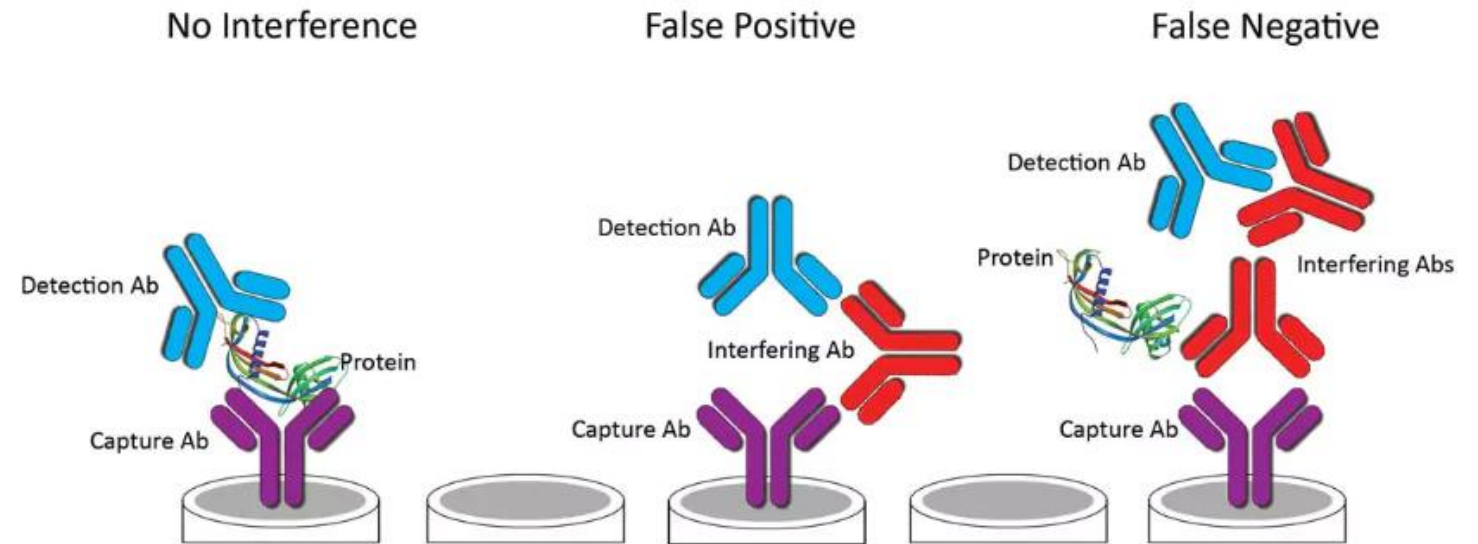 No Interference
False Positive
False Negative
Detection Ab
Protein
Capture Ab
Detection Ab
Interfering Ab
Capture Ab
Detection Ab
Protein
Interfering Abs
Capture Ab